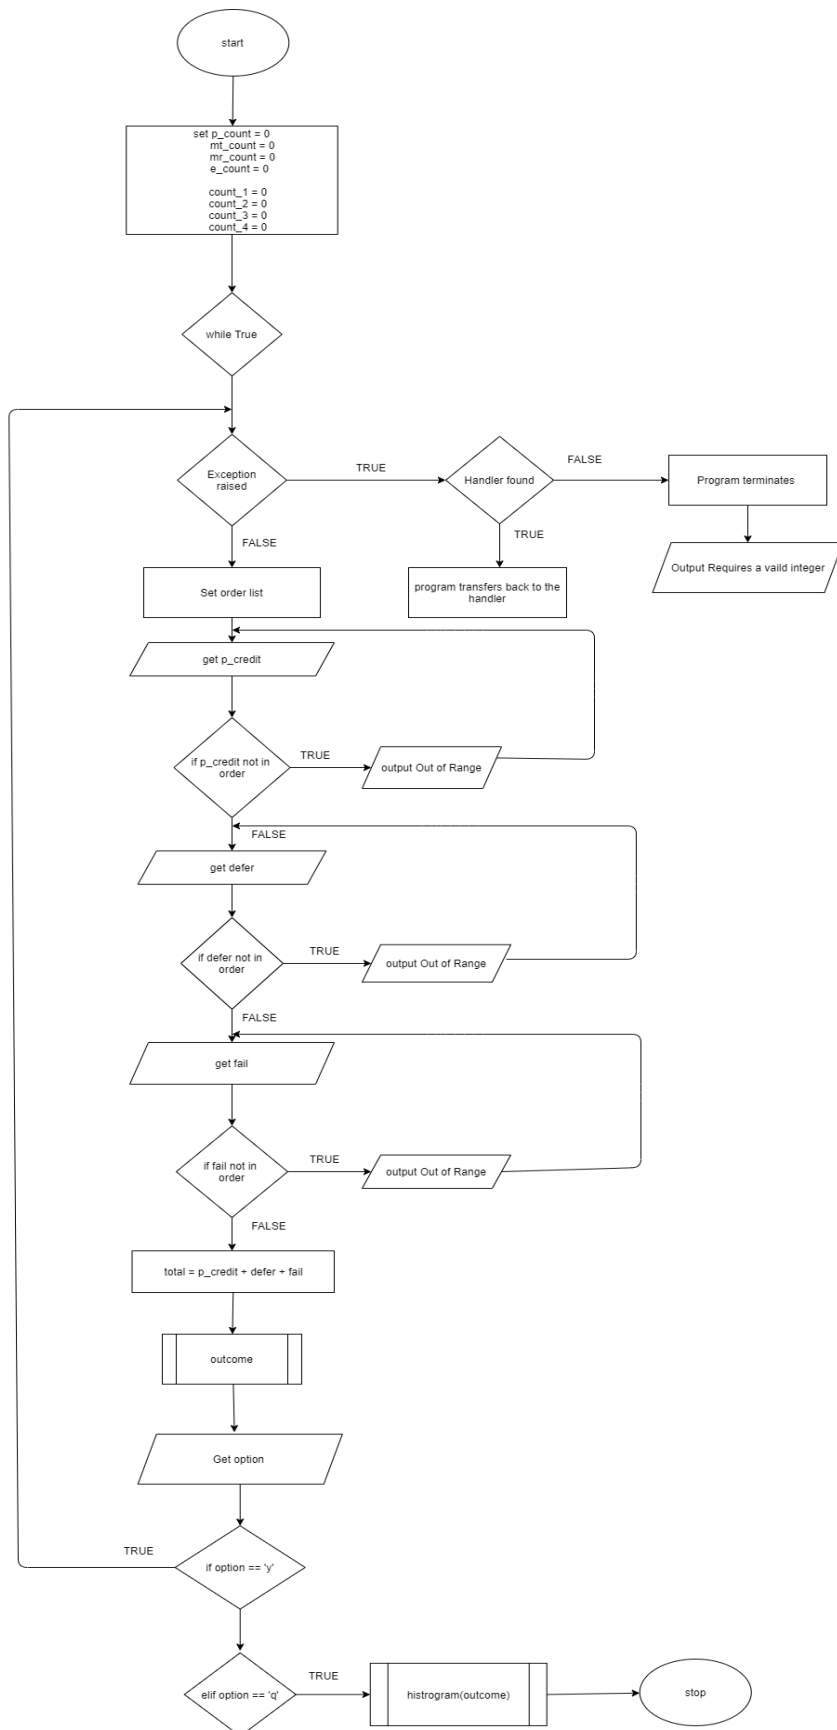 start
set p_count = 0
mt_count = 0
mr_count = 0
e_count = 0
count_1 = 0
count_2 = 0
count_3 = 0
count_4 = 0
while True
Exception
raised
TRUE
Handler found
FALSE
Program terminates
FALSE
TRUE
Output Requires a vaild integer
Set order list
program transfers back to the
handler
get p_credit
if p_credit not in
order
TRUE
output Out of Range
FALSE
get defer
if defer not in
order
TRUE
output Out of Range
FALSE
get fail
if fail not in
order
TRUE
output Out of Range
FALSE
total = p_credit + defer + fail
outcome
Get option
TRUE
if option == 'y'
elif option == 'q'
TRUE
histrogram(outcome)
stop